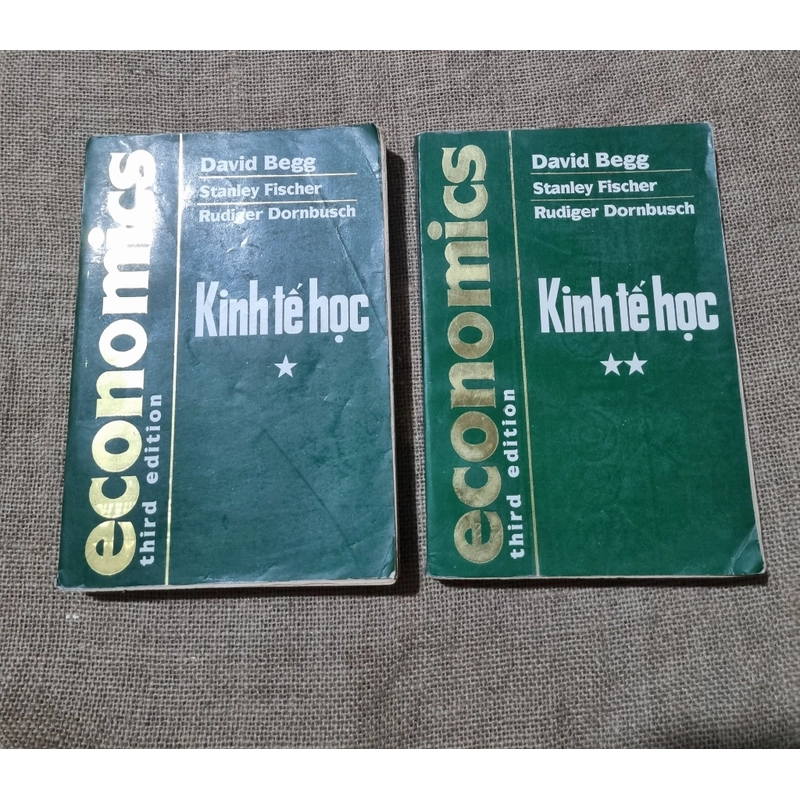 economics
third edition
David Begg
Stanley Fischer
Rudiger Dornbusch
Kinh tế học
economics
third edition
David Begg
Stanley Fischer
Rudiger Dornbusch
Kinh tế học